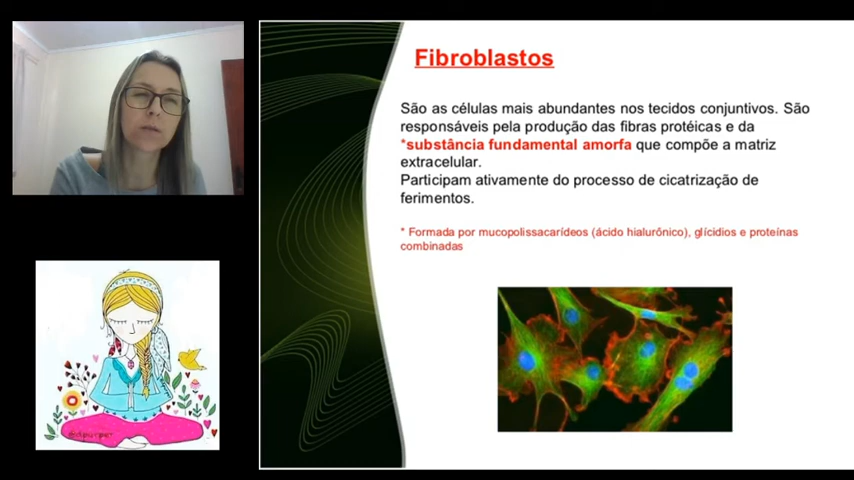 Fibroblastos
São as células mais abundantes nos tecidos conjuntivos. São
responsáveis pela produção das fibras protéicas e da
*substância fundamental amorfa que compõe a matriz
extracelular.
Participam ativamente do processo de cicatrização de
ferimentos.
* Formada por mucopolissacarídeos (ácido hialurônico), glícidios e proteínas
combinadas